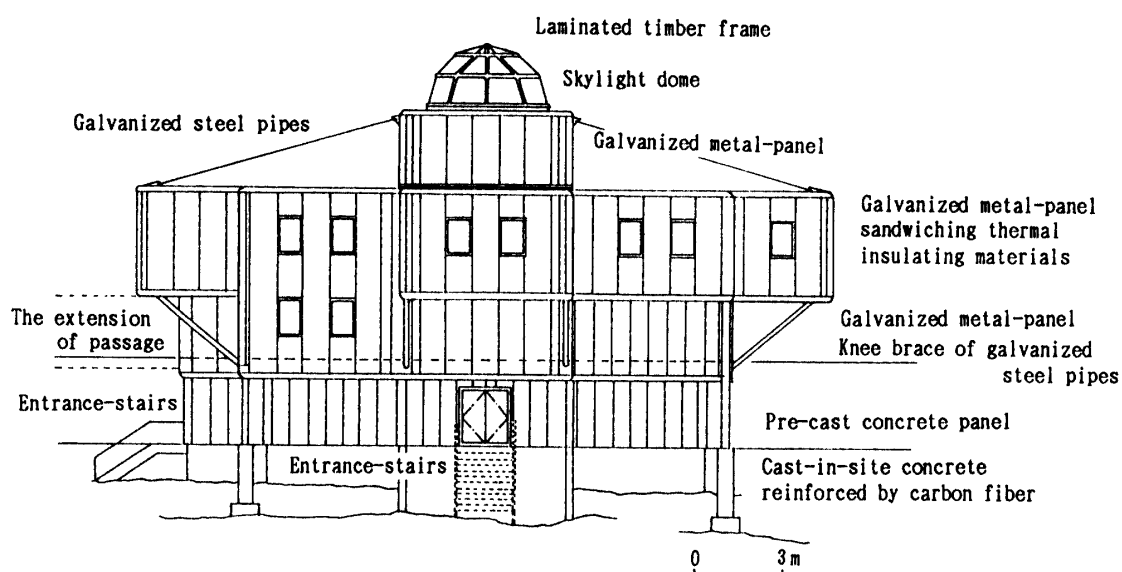 Laminated timber frame
Skylight dome
Galvanized steel pipes
Galvanized metal-panel
Galvanized metal-panel
sandwiching thermal
insulating materials
The extension
of passage
Galvanized metal-panel
Knee brace of galvanized
steel pipes
Entrance-stairs
Pre-cast concrete panel
Entrance-stairs
Cast-in-site concrete
reinforced by carbon fiber
0 3m